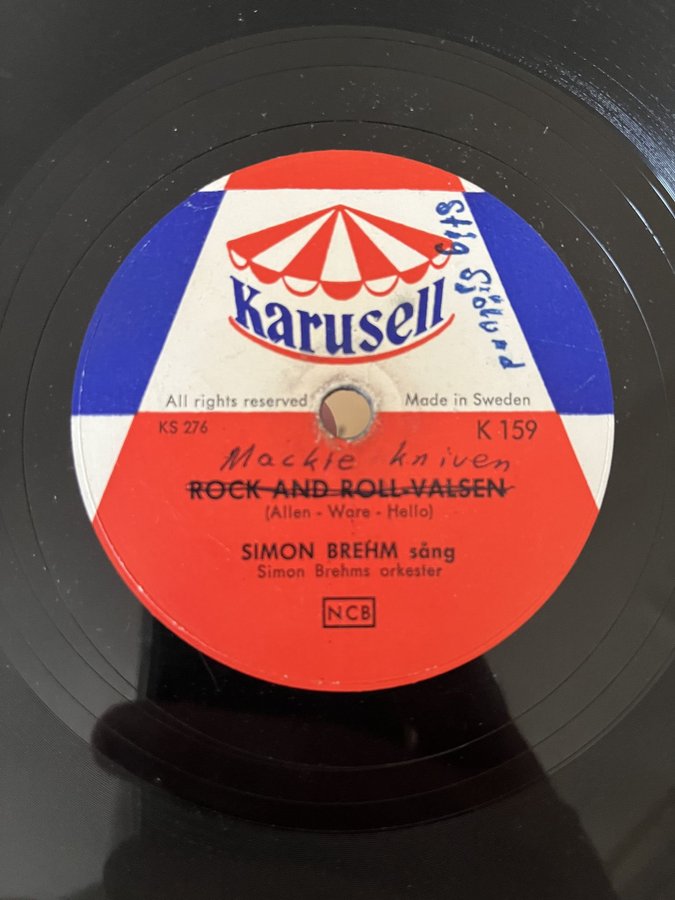 Karusell
All rights reserved Made in Sweden
KS 276 K 159
Mackie kniven
ROCK AND ROLL-VALSEN
(Allen - Ware - Hello)
SIMON BREHM sång
Simon Brehms orkester
NCB